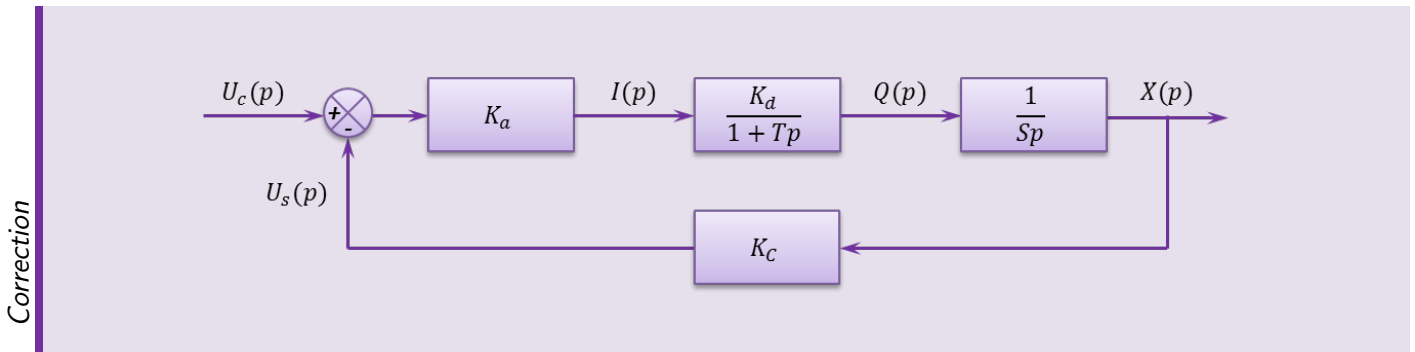 U_c(p)
+
-
K_a
I(p)
K_d
1 + Tp
Q(p)
1
Sp
X(p)
U_s(p)
K_C
Correction